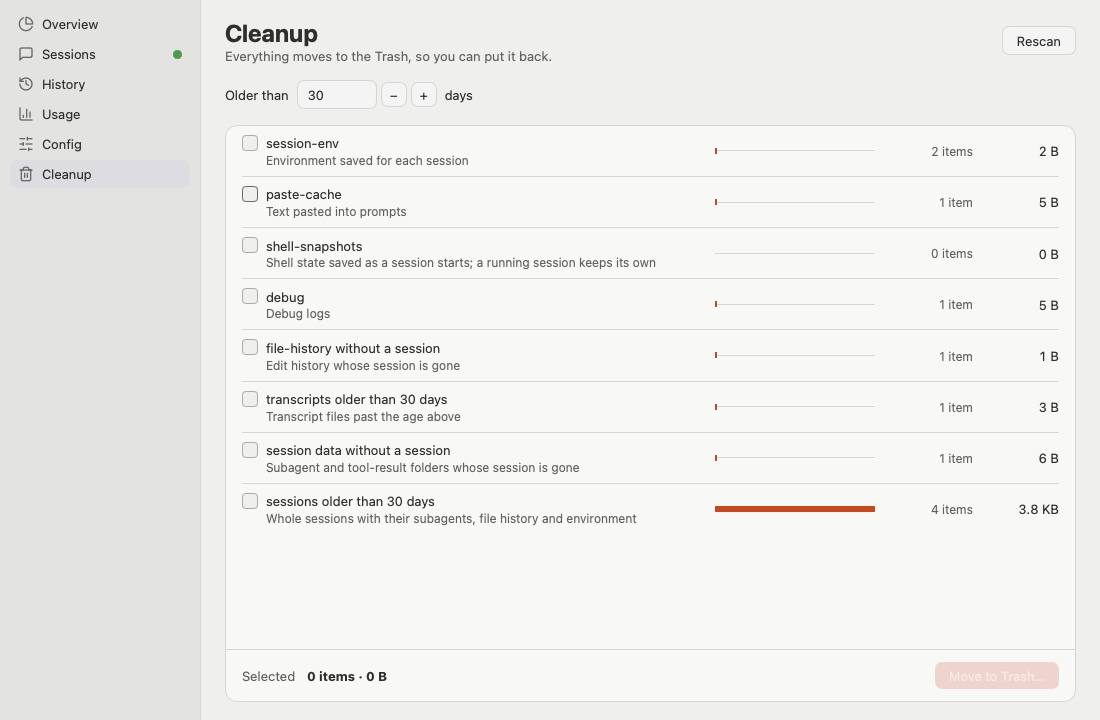 Overview
Sessions
History
Usage
Config
Cleanup
Cleanup
Everything moves to the Trash, so you can put it back.
Rescan
Older than 30 − + days
session-env
Environment saved for each session
2 items 2 B
paste-cache
Text pasted into prompts
1 item 5 B
shell-snapshots
Shell state saved as a session starts; a running session keeps its own
0 items 0 B
debug
Debug logs
1 item 5 B
file-history without a session
Edit history whose session is gone
1 item 1 B
transcripts older than 30 days
Transcript files past the age above
1 item 3 B
session data without a session
Subagent and tool-result folders whose session is gone
1 item 6 B
sessions older than 30 days
Whole sessions with their subagents, file history and environment
4 items 3.8 KB
Selected 0 items · 0 B
Move to Trash…